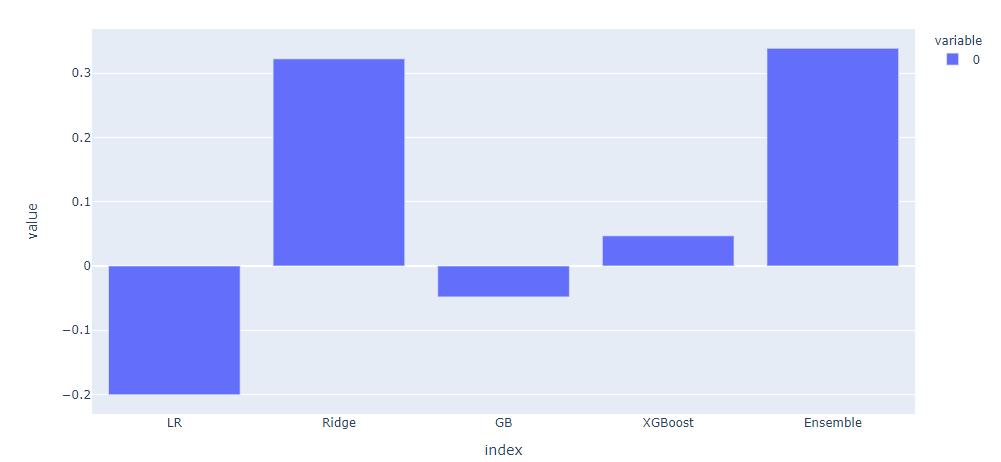 variable
0
0.3
0.2
0.1
0
−0.1
−0.2
value
LR Ridge GB XGBoost Ensemble
index